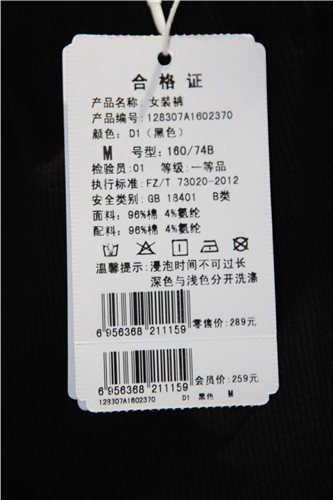 合格证
产品名称:女装裤
产品编号:128307A1602370
颜色: D1(黑色)
M 号型:160/74B
检验员:01 等级:一等品
执行标准:FZ/T 73020-2012
安全类别:GB 18401 B类
面料: 96%棉 4%氨纶
配料: 96%棉 4%氨纶
温馨提示:浸泡时间不可过长
深色与浅色分开洗涤
6 956368 211159 零售价:289元
6 956368 211159 会员价:259元
128307A1602370 D1 黑色 M